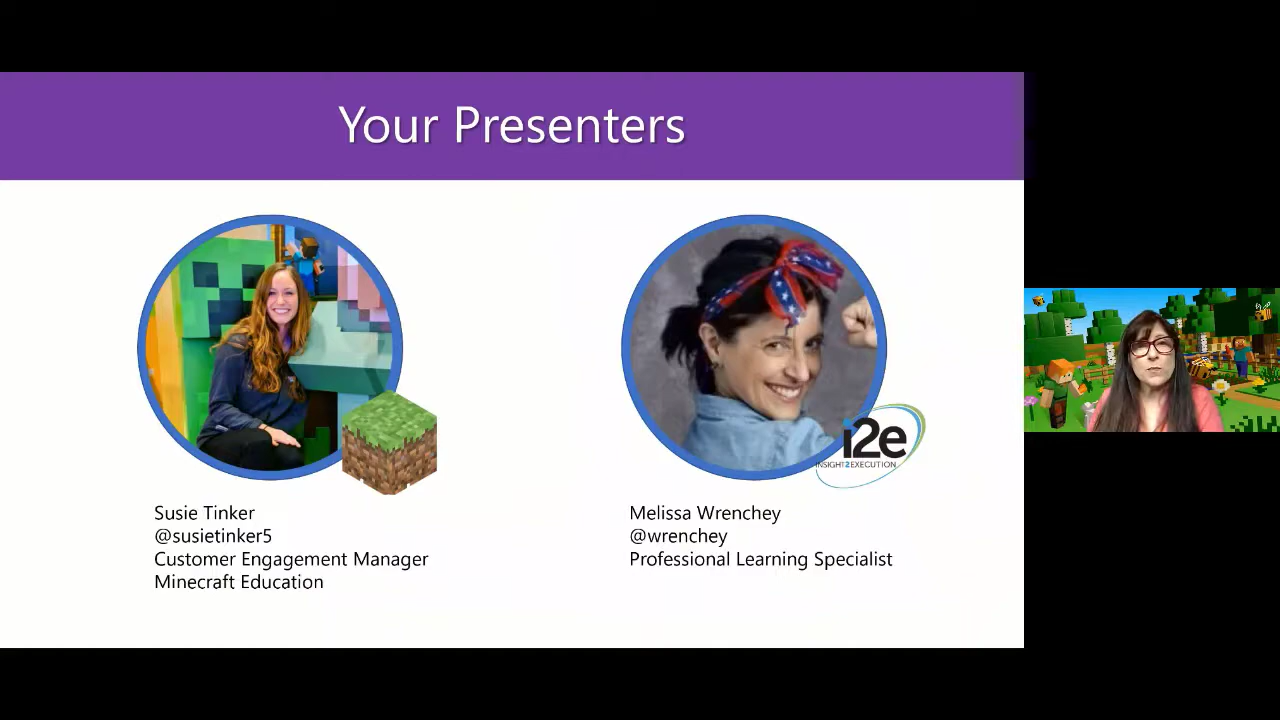 Your Presenters
i2e
INSIGHT2EXECUTION
Susie Tinker
@susietinker5
Customer Engagement Manager
Minecraft Education
Melissa Wrenchey
@wrenchey
Professional Learning Specialist